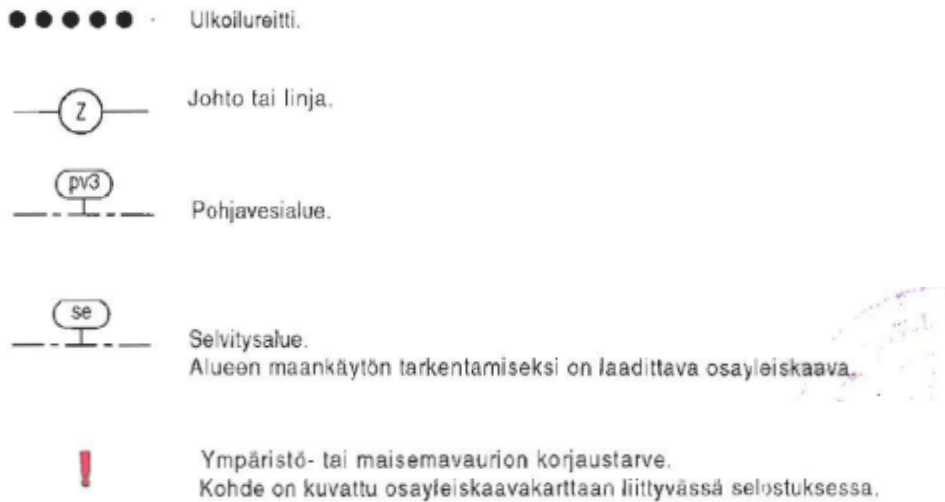 Ulkoilureitti.
Z
Johto tai linja.
pv3
Pohjavesialue.
se
Selvitysalue.
Alueen maankäytön tarkentamiseksi on laadittava osayleiskaava.
!
Ympäristö- tai maisemavaurion korjaustarve.
Kohde on kuvattu osayleiskaavakarttaan liittyvässä selostuksessa.